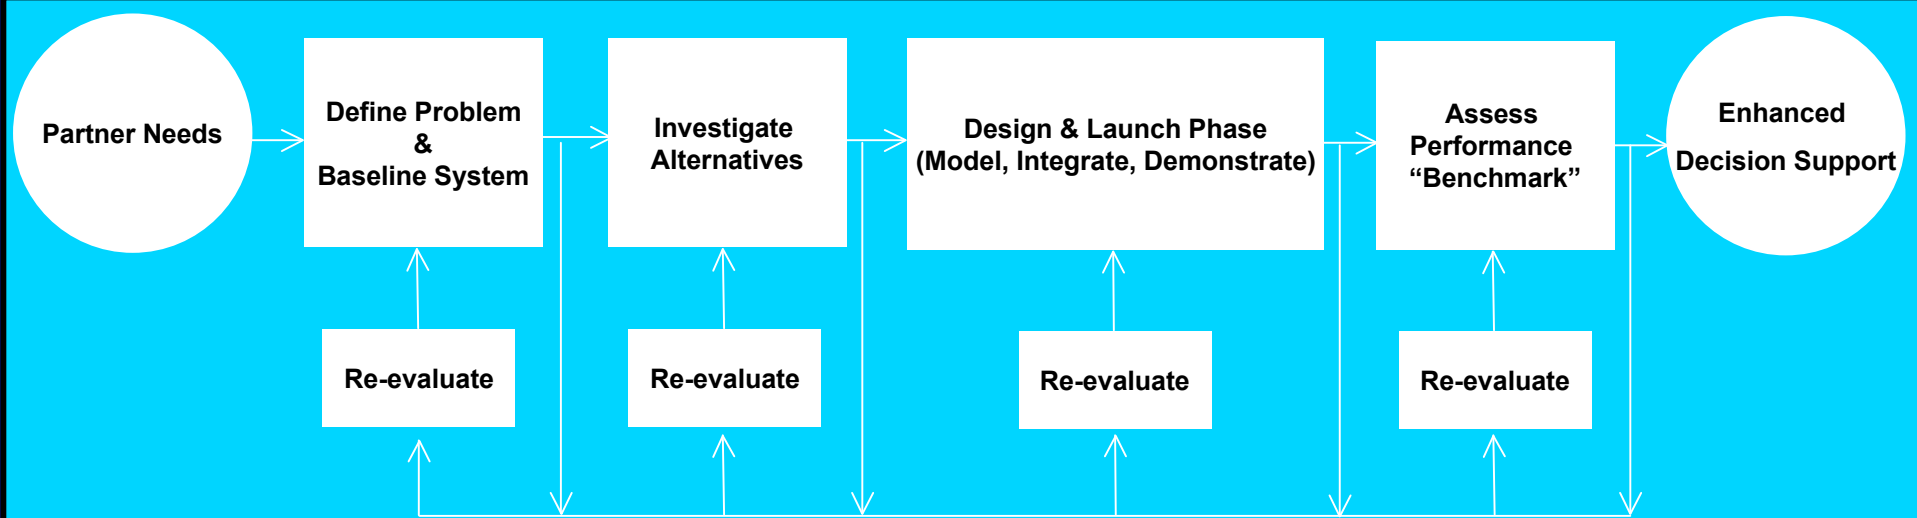 Partner Needs
Define Problem
&
Baseline System
Investigate
Alternatives
Design & Launch Phase
(Model, Integrate, Demonstrate)
Assess
Performance
“Benchmark”
Enhanced
Decision Support
Re-evaluate
Re-evaluate
Re-evaluate
Re-evaluate